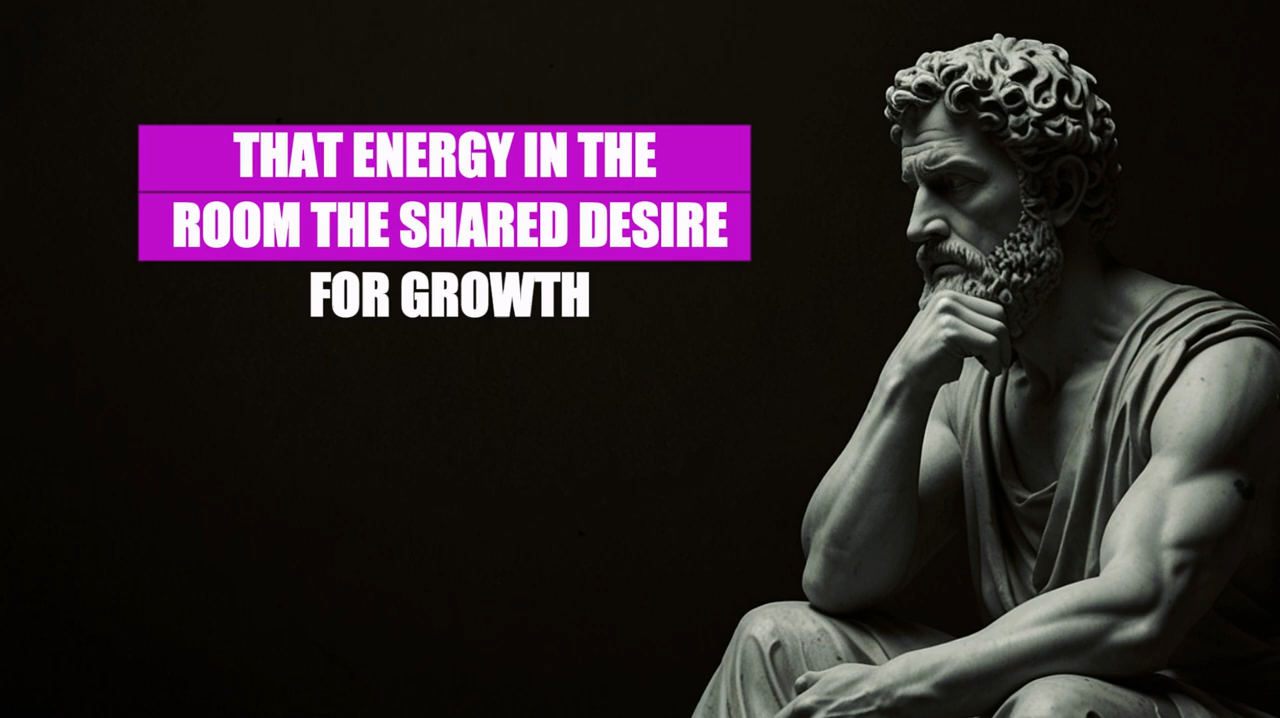 THAT ENERGY IN THE
ROOM THE SHARED DESIRE
FOR GROWTH